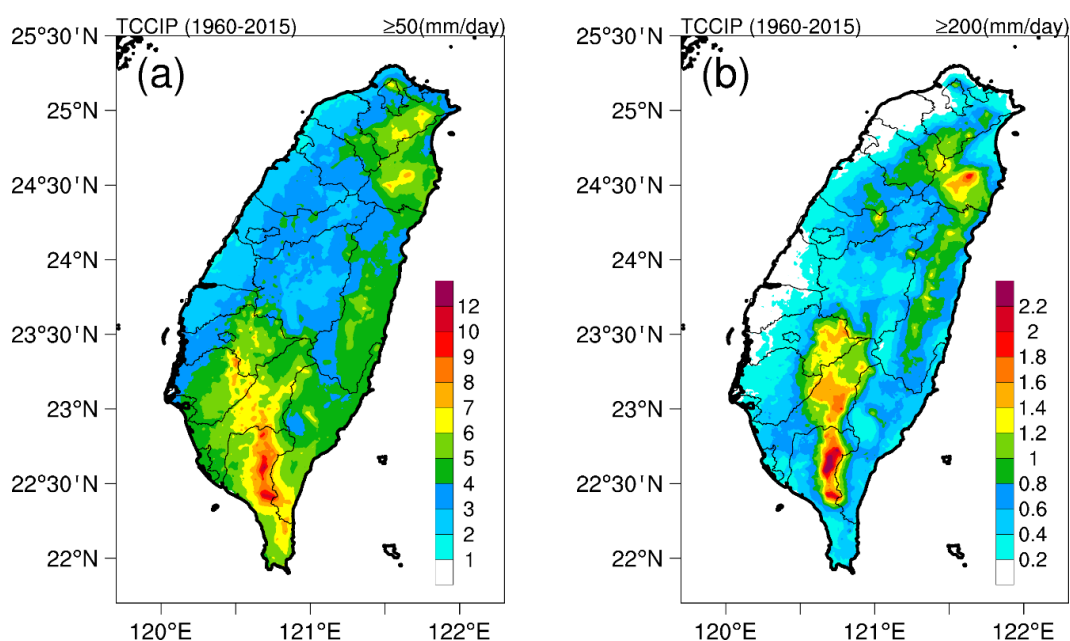 TCCIP (1960-2015) ≥50(mm/day)
(a)
25°30'N
25°N
24°30'N
24°N
23°30'N
23°N
22°30'N
22°N
120°E 121°E 122°E
12
10
9
8
7
6
5
4
3
2
1
TCCIP (1960-2015) ≥200(mm/day)
(b)
25°30'N
25°N
24°30'N
24°N
23°30'N
23°N
22°30'N
22°N
120°E 121°E 122°E
2.2
2
1.8
1.6
1.4
1.2
1
0.8
0.6
0.4
0.2